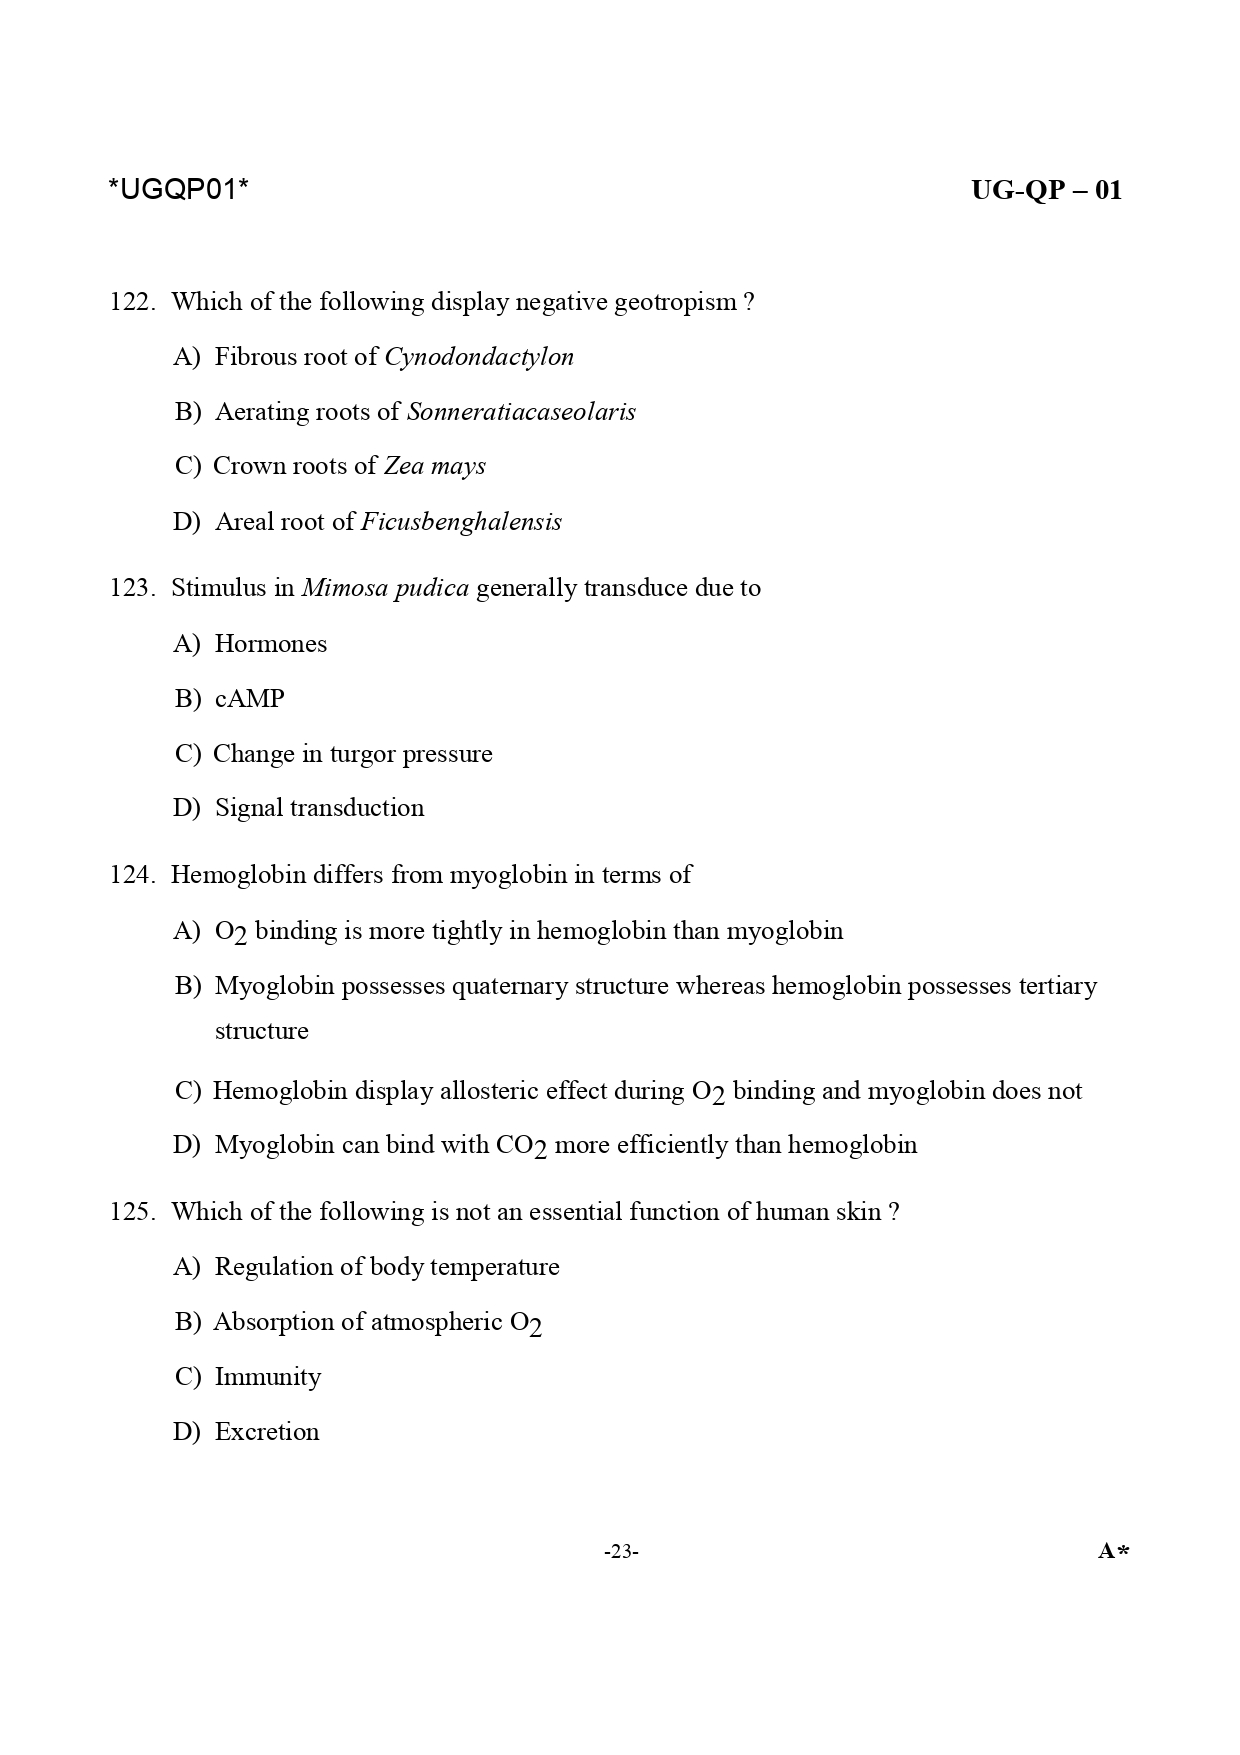 *UGQP01* UG-QP – 01
122. Which of the following display negative geotropism ?
A) Fibrous root of Cynodondactylon
B) Aerating roots of Sonneratiacaseolaris
C) Crown roots of Zea mays
D) Areal root of Ficusbenghalensis
123. Stimulus in Mimosa pudica generally transduce due to
A) Hormones
B) cAMP
C) Change in turgor pressure
D) Signal transduction
124. Hemoglobin differs from myoglobin in terms of
A) O2 binding is more tightly in hemoglobin than myoglobin
B) Myoglobin possesses quaternary structure whereas hemoglobin possesses tertiary
structure
C) Hemoglobin display allosteric effect during O2 binding and myoglobin does not
D) Myoglobin can bind with CO2 more efficiently than hemoglobin
125. Which of the following is not an essential function of human skin ?
A) Regulation of body temperature
B) Absorption of atmospheric O2
C) Immunity
D) Excretion
-23- A*